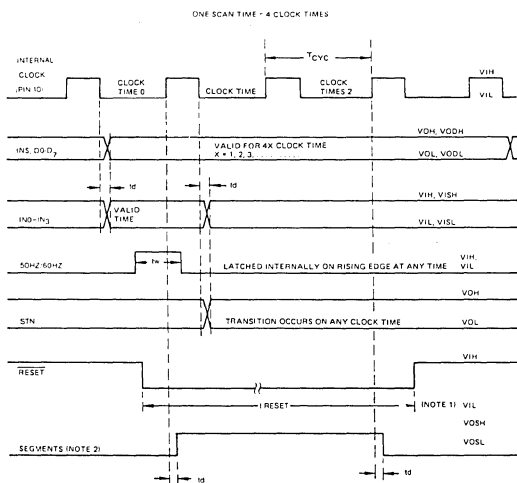 ONE SCAN TIME = 4 CLOCK TIMES
TCYC
INTERNAL
CLOCK
(PIN 10)
CLOCK
TIME 0
CLOCK TIME
CLOCK
TIMES 2
VIH
VIL
INS, D0-D7
VALID FOR 4X CLOCK TIME
X = 1, 2, 3, . . . . . . . . .
VOH, VODH
VOL, VODL
td
td
IN0-IN3
VALID
TIME
VIH, VISH
VIL, VISL
50HZ/60HZ
tw
LATCHED INTERNALLY ON RISING EDGE AT ANY TIME
VIH,
VIL
STN
TRANSITION OCCURS ON ANY CLOCK TIME
VOH
VOL
RESET
VIH
t RESET
(NOTE 1)
VIL
SEGMENTS (NOTE 2)
VOSH
VOSL
td
td